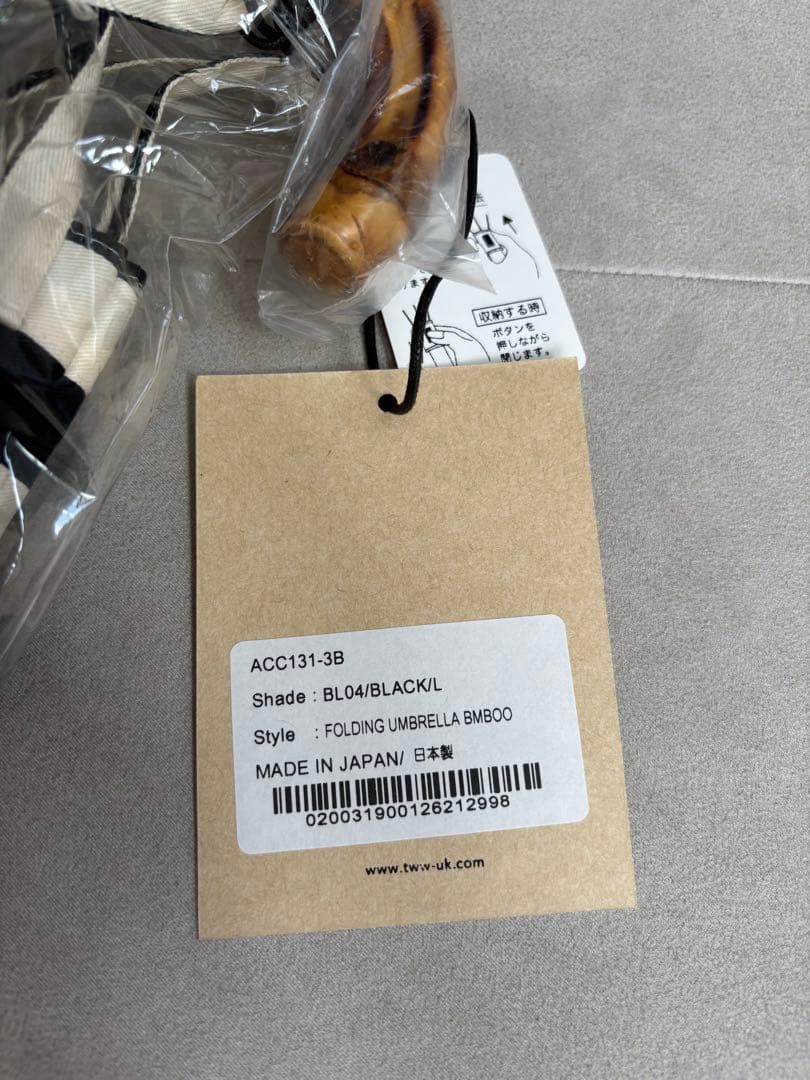 収納する時
ボタンを
押しながら
閉じます。
ACC131-3B
Shade : BL04/BLACK/L
Style : FOLDING UMBRELLA BMBOO
MADE IN JAPAN/ 日本製
020031900126212998
www.tww-uk.com